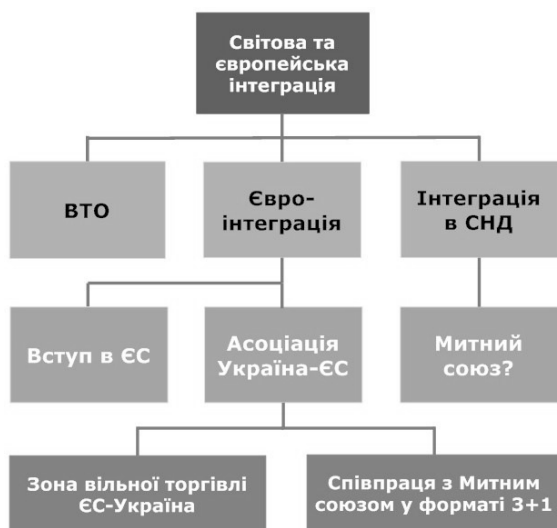 Світова та
європейська
інтеграція
ВТО
Євро-
інтеграція
Інтеграція
в СНД
Вступ в ЄС
Асоціація
Україна-ЄС
Митний
союз?
Зона вільної торгівлі
ЄС-Україна
Співпраця з Митним
союзом у форматі 3+1